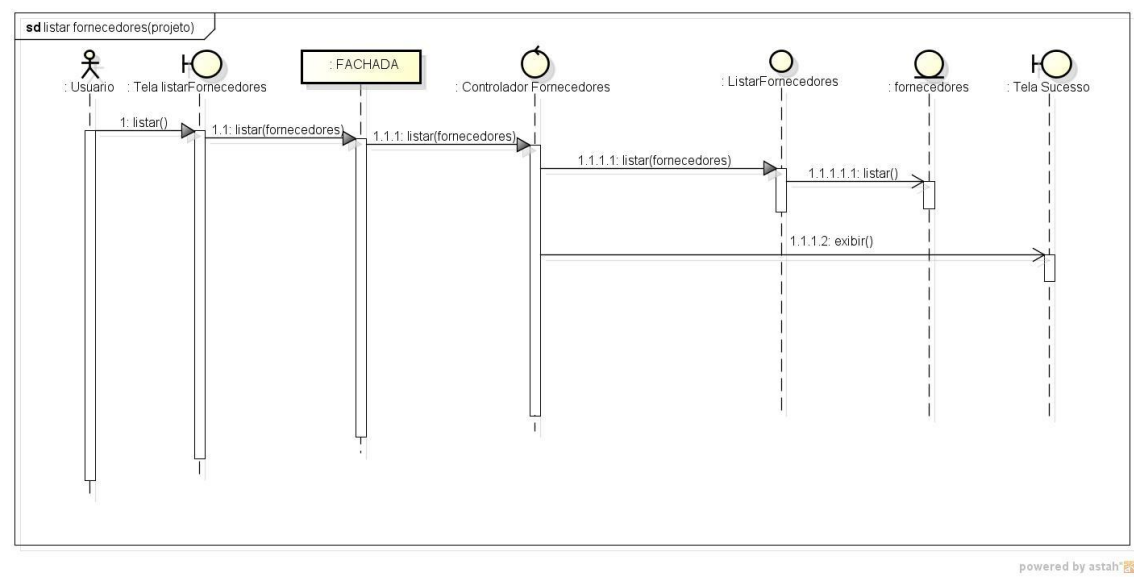 sd listar fornecedores(projeto)
: Usuario
: Tela listarFornecedores
: FACHADA
: Controlador Fornecedores
: ListarFornecedores
: fornecedores
: Tela Sucesso
1: listar()
1.1: listar(fornecedores)
1.1.1: listar(fornecedores)
1.1.1.1: listar(fornecedores)
1.1.1.1.1: listar()
1.1.1.2: exibir()
powered by astah*